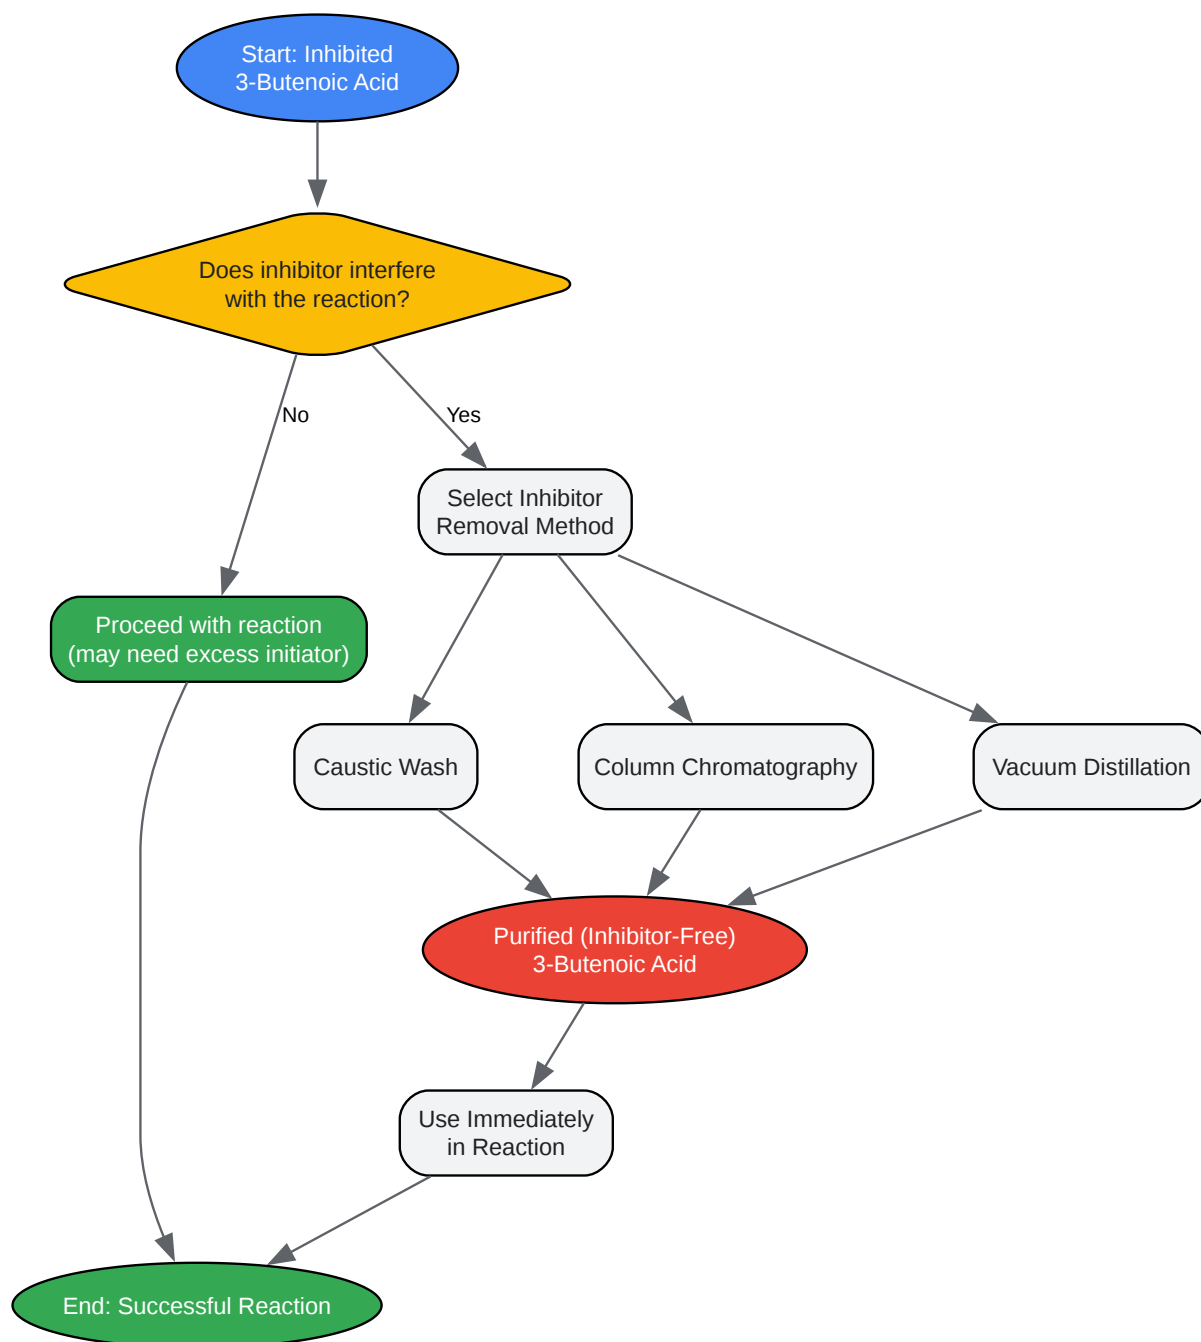 Start: Inhibited
3-Butenoic Acid
Does inhibitor interfere
with the reaction?
No
Yes
Select Inhibitor
Removal Method
Proceed with reaction
(may need excess initiator)
Caustic Wash
Column Chromatography
Vacuum Distillation
Purified (Inhibitor-Free)
3-Butenoic Acid
Use Immediately
in Reaction
End: Successful Reaction